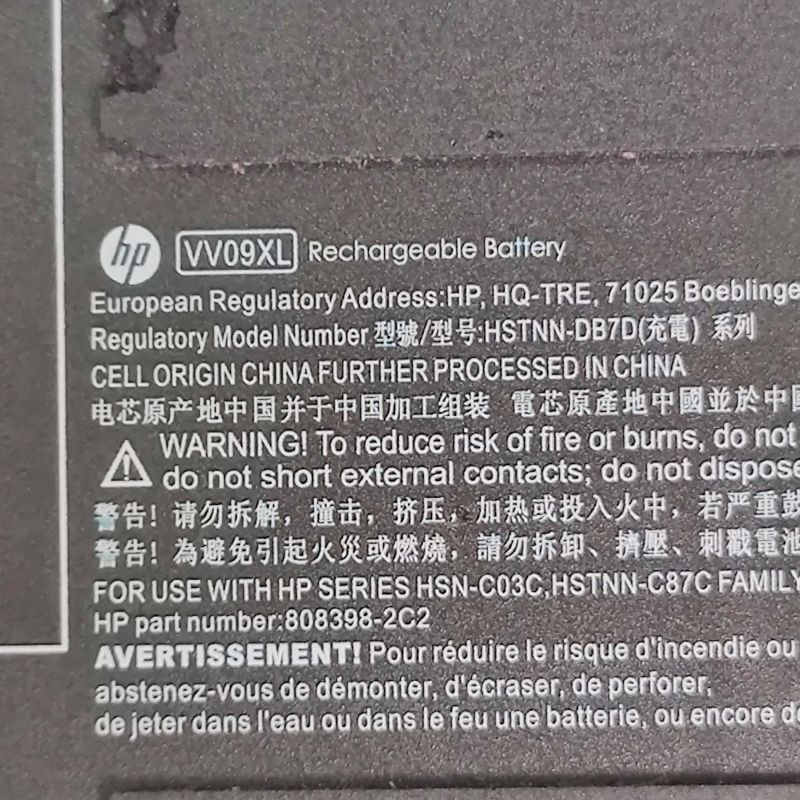 hp VV09XL Rechargeable Battery
European Regulatory Address:HP, HQ-TRE, 71025 Boeblinge
Regulatory Model Number 型號/型号:HSTNN-DB7D(充電) 系列
CELL ORIGIN CHINA FURTHER PROCESSED IN CHINA
电芯原产地中国并于中国加工组装 電芯原產地中國並於中國
WARNING! To reduce risk of fire or burns, do not
do not short external contacts; do not dispose
警告! 请勿拆解, 撞击, 挤压, 加热或投入火中, 若严重鼓
警告! 為避免引起火災或燃燒, 請勿拆卸、擠壓、刺戳電池
FOR USE WITH HP SERIES HSN-C03C,HSTNN-C87C FAMILY
HP part number:808398-2C2
AVERTISSEMENT! Pour réduire le risque d'incendie ou
abstenez-vous de démonter, d'écraser, de perforer,
de jeter dans l'eau ou dans le feu une batterie, ou encore de